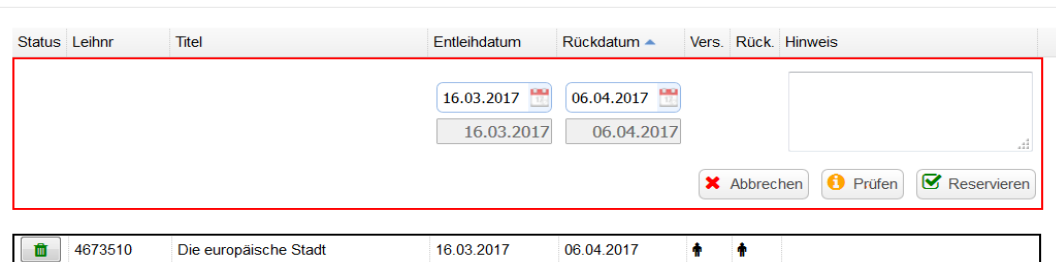 Status Leihnr Titel Entleihdatum Rückdatum Vers. Rück. Hinweis
16.03.2017 06.04.2017
16.03.2017 06.04.2017
Abbrechen Prüfen Reservieren
4673510 Die europäische Stadt 16.03.2017 06.04.2017